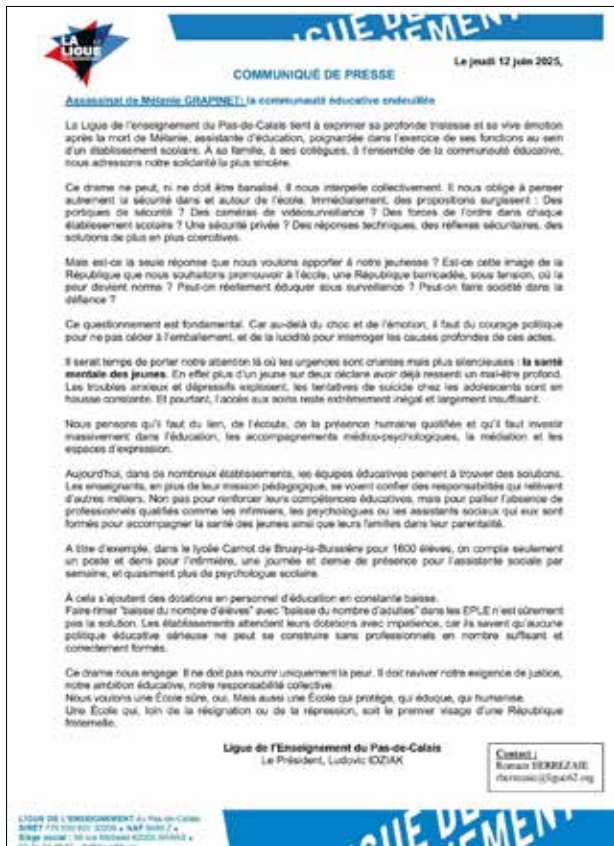 LA
LIGUE
LIGUE DE
NEMENT
Le jeudi 12 juin 2025,
COMMUNIQUÉ DE PRESSE
Assassinat de Mélanie GRAPINET: la communauté éducative endeuillée
La Ligue de l'enseignement du Pas-de-Calais tient à exprimer sa profonde tristesse et sa vive émotion
après la mort de Mélanie, assistante d'éducation, poignardée dans l'exercice de ses fonctions au sein
d'un établissement scolaire. A sa famille, à ses collègues, à l'ensemble de la communauté éducative,
nous adressons notre solidarité la plus sincère.
Ce drame ne peut, ni ne doit être banalisé. Il nous interpelle collectivement. Il nous oblige à penser
autrement la sécurité dans et autour de l'école. Immédiatement, des propositions surgissent : Des
portiques de sécurité ? Des caméras de vidéosurveillance ? Des forces de l'ordre dans chaque
établissement scolaire ? Une sécurité privée ? Des réponses techniques, des réflexes sécuritaires, des
solutions de plus en plus coercitives.
Mais est-ce la seule réponse que nous voulons apporter à notre jeunesse ? Est-ce cette image de la
République que nous souhaitons promouvoir à l'école, une République barricadée, sous tension, où la
peur devient norme ? Peut-on réellement éduquer sous surveillance ? Peut-on faire société dans la
défiance ?
Ce questionnement est fondamental. Car au-delà du choc et de l'émotion, il faut du courage politique
pour ne pas céder à l'emballement, et de la lucidité pour interroger les causes profondes de ces actes.
Il serait temps de porter notre attention là où les urgences sont criantes mais plus silencieuses : la santé
mentale des jeunes. En effet plus d'un jeune sur deux déclare avoir déjà ressenti un mal-être profond.
Les troubles anxieux et dépressifs explosent, les tentatives de suicide chez les adolescents sont en
hausse constante. Et pourtant, l'accès aux soins reste extrêmement inégal et largement insuffisant.
Nous pensons qu'il faut du lien, de l'écoute, de la présence humaine qualifiée et qu'il faut investir
massivement dans l'éducation, les accompagnements médico-psychologiques, la médiation et les
espaces d'expression.
Aujourd'hui, dans de nombreux établissements, les équipes éducatives peinent à trouver des solutions.
Les enseignants, en plus de leur mission pédagogique, se voient confier des responsabilités qui relèvent
d'autres métiers. Non pas pour renforcer leurs compétences éducatives, mais pour pallier l'absence de
professionnels qualifiés comme les infirmiers, les psychologues ou les assistants sociaux qui eux sont
formés pour accompagner la santé des jeunes ainsi que leurs familles dans leur parentalité.
A titre d'exemple, dans le lycée Carnot de Bruay-la-Buissière pour 1600 élèves, on compte seulement
un poste et demi pour l'infirmière, une journée et demie de présence pour l'assistante sociale par
semaine, et quasiment plus de psychologue scolaire.
À cela s'ajoutent des dotations en personnel d'éducation en constante baisse.
Faire rimer "baisse du nombre d'élèves" avec "baisse du nombre d'adultes" dans les EPLE n'est sûrement
pas la solution. Les établissements attendent leurs dotations avec impatience, car ils savent qu'aucune
politique éducative sérieuse ne peut se construire sans professionnels en nombre suffisant et
correctement formés.
Ce drame nous engage. Il ne doit pas nourrir uniquement la peur. Il doit raviver notre exigence de justice,
notre ambition éducative, notre responsabilité collective.
Nous voulons une École sûre, oui. Mais aussi une École qui protège, qui éduque, qui humanise.
Une École qui, loin de la résignation ou de la répression, soit le premier visage d'une République
fraternelle.
Ligue de l'Enseignement du Pas-de-Calais
Le Président, Ludovic IDZIAK
Contact :
Romain
LIGUE DE L'ENSEIGNEMENT du Pas-de-Calais
SIRET
Siège social :
LIGUE DE
NEMENT